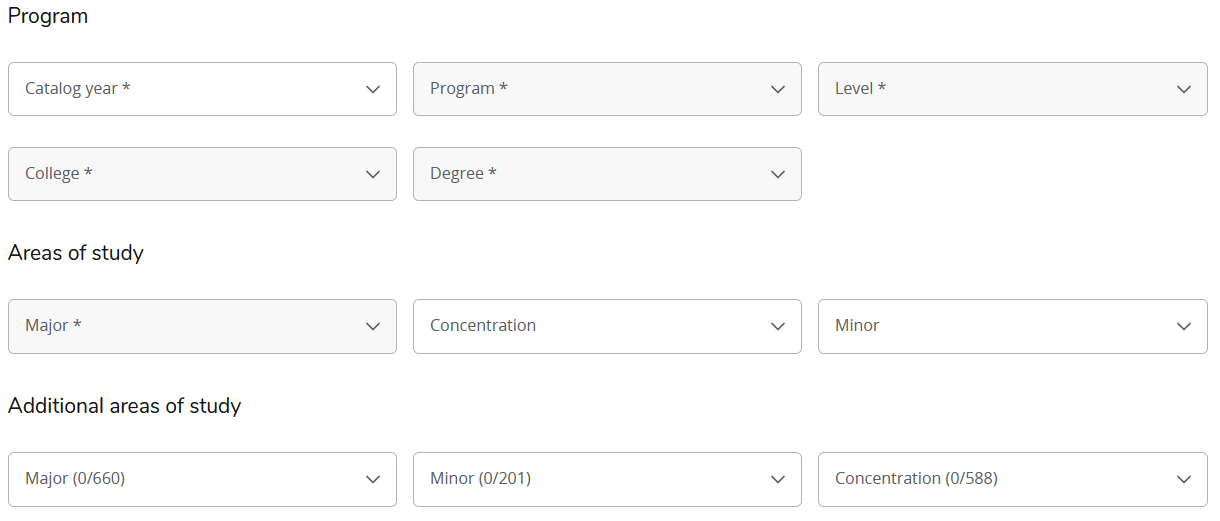 Program
Catalog year * Program * Level *
College * Degree *
Areas of study
Major * Concentration Minor
Additional areas of study
Major (0/660) Minor (0/201) Concentration (0/588)